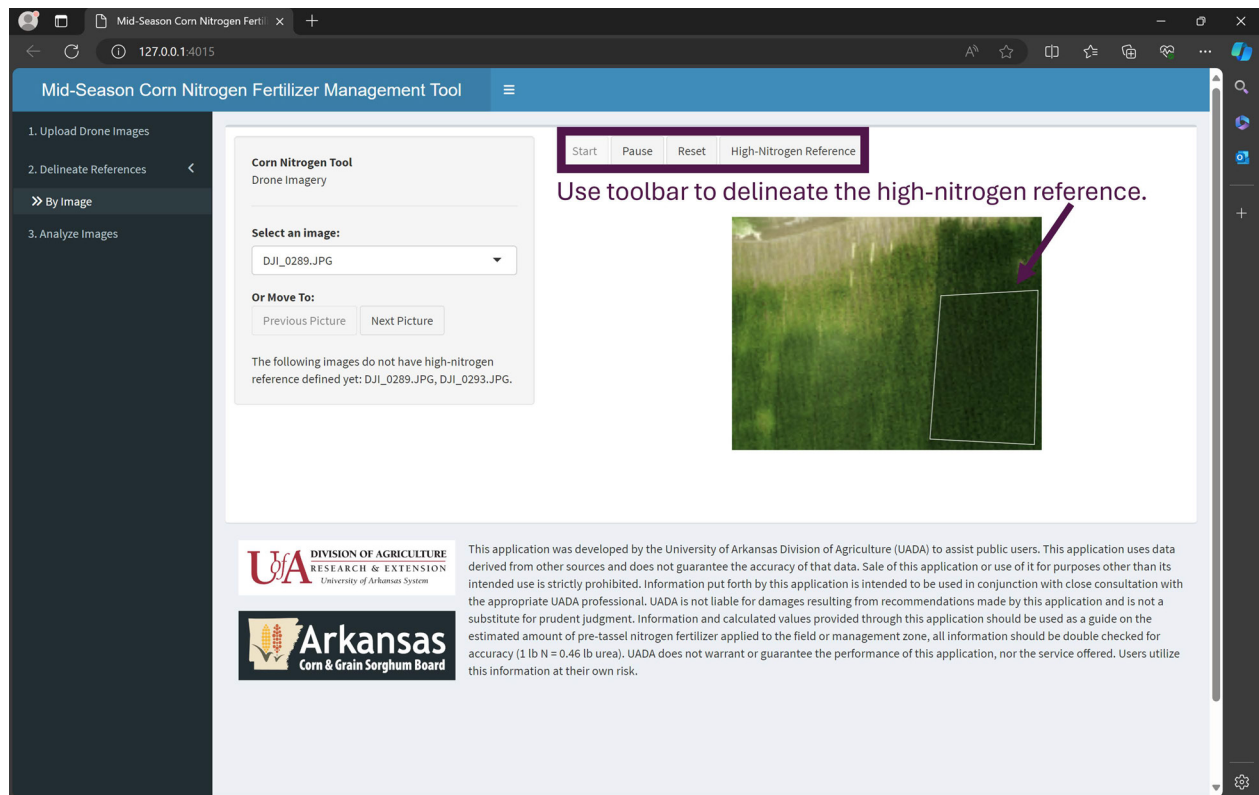 Mid-Season Corn Nitrogen Fertil
127.0.0.1:4015
Mid-Season Corn Nitrogen Fertilizer Management Tool
1. Upload Drone Images
2. Delineate References
By Image
3. Analyze Images
Corn Nitrogen Tool
Drone Imagery
Select an image:
DJI_0289.JPG
Or Move To:
Previous Picture Next Picture
The following images do not have high-nitrogen
reference defined yet: DJI_0289.JPG, DJI_0293.JPG.
Start Pause Reset High-Nitrogen Reference
Use toolbar to delineate the high-nitrogen reference.
UofA DIVISION OF AGRICULTURE
RESEARCH & EXTENSION
University of Arkansas System
Arkansas
Corn & Grain Sorghum Board
This application was developed by the University of Arkansas Division of Agriculture (UADA) to assist public users. This application uses data
derived from other sources and does not guarantee the accuracy of that data. Sale of this application or use of it for purposes other than its
intended use is strictly prohibited. Information put forth by this application is intended to be used in conjunction with close consultation with
the appropriate UADA professional. UADA is not liable for damages resulting from recommendations made by this application and is not a
substitute for prudent judgment. Information and calculated values provided through this application should be used as a guide on the
estimated amount of pre-tassel nitrogen fertilizer applied to the field or management zone, all information should be double checked for
accuracy (1 lb N = 0.46 lb urea). UADA does not warrant or guarantee the performance of this application, nor the service offered. Users utilize
this information at their own risk.